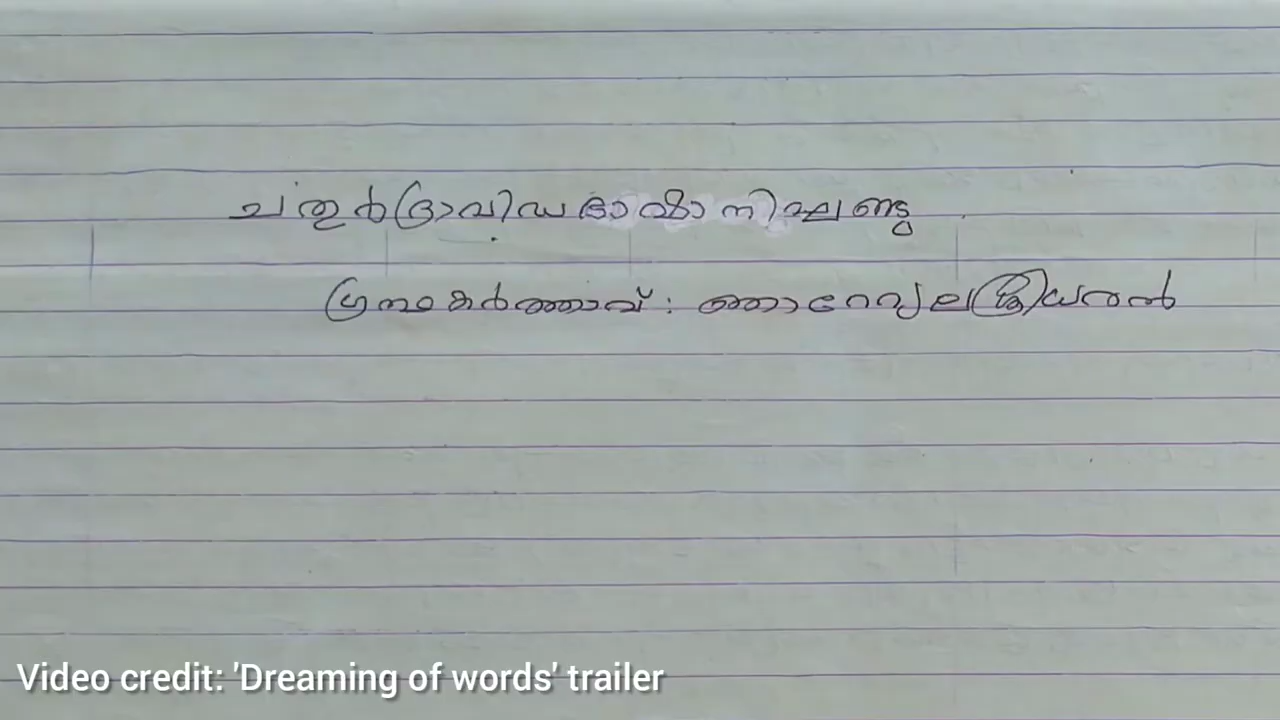 ചതുർദ്രാവിഡഭാഷാനിഘണ്ടു
ഗ്രന്ഥകർത്താവ്: ഞാറ്റ്യേല ശ്രീധരൻ
Video credit: 'Dreaming of words' trailer